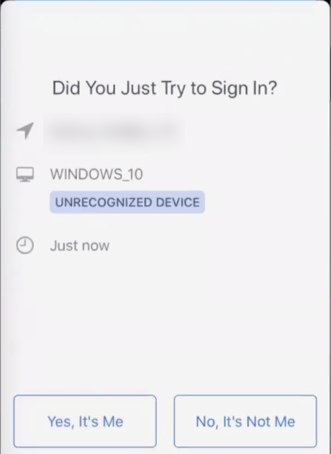 Did You Just Try to Sign In?
WINDOWS_10
UNRECOGNIZED DEVICE
Just now
Yes, It's Me
No, It's Not Me